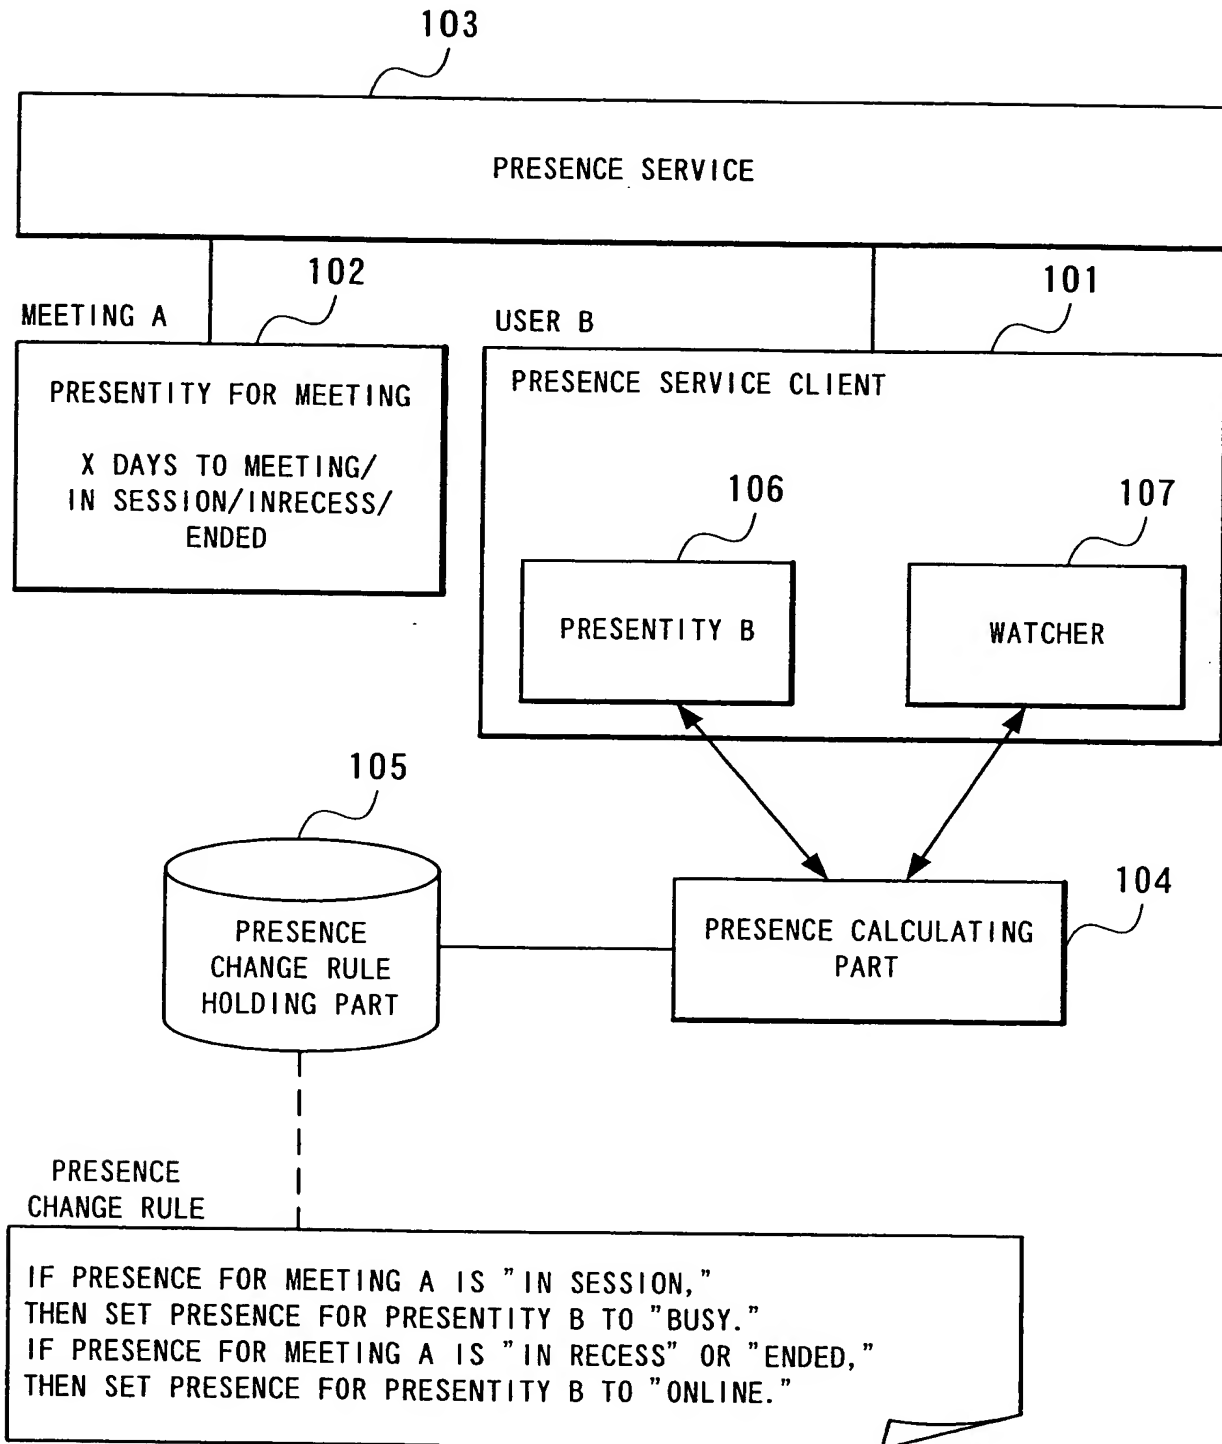 103
PRESENCE SERVICE
102
101
MEETING A
USER B
PRESENTITY FOR MEETING
X DAYS TO MEETING/
IN SESSION/INRECESS/
ENDED
PRESENCE SERVICE CLIENT
106
107
PRESENTITY B
WATCHER
105
104
PRESENCE
CHANGE RULE
HOLDING PART
PRESENCE CALCULATING
PART
PRESENCE
CHANGE RULE
IF PRESENCE FOR MEETING A IS "IN SESSION,"
THEN SET PRESENCE FOR PRESENTITY B TO "BUSY."
IF PRESENCE FOR MEETING A IS "IN RECESS" OR "ENDED,"
THEN SET PRESENCE FOR PRESENTITY B TO "ONLINE."